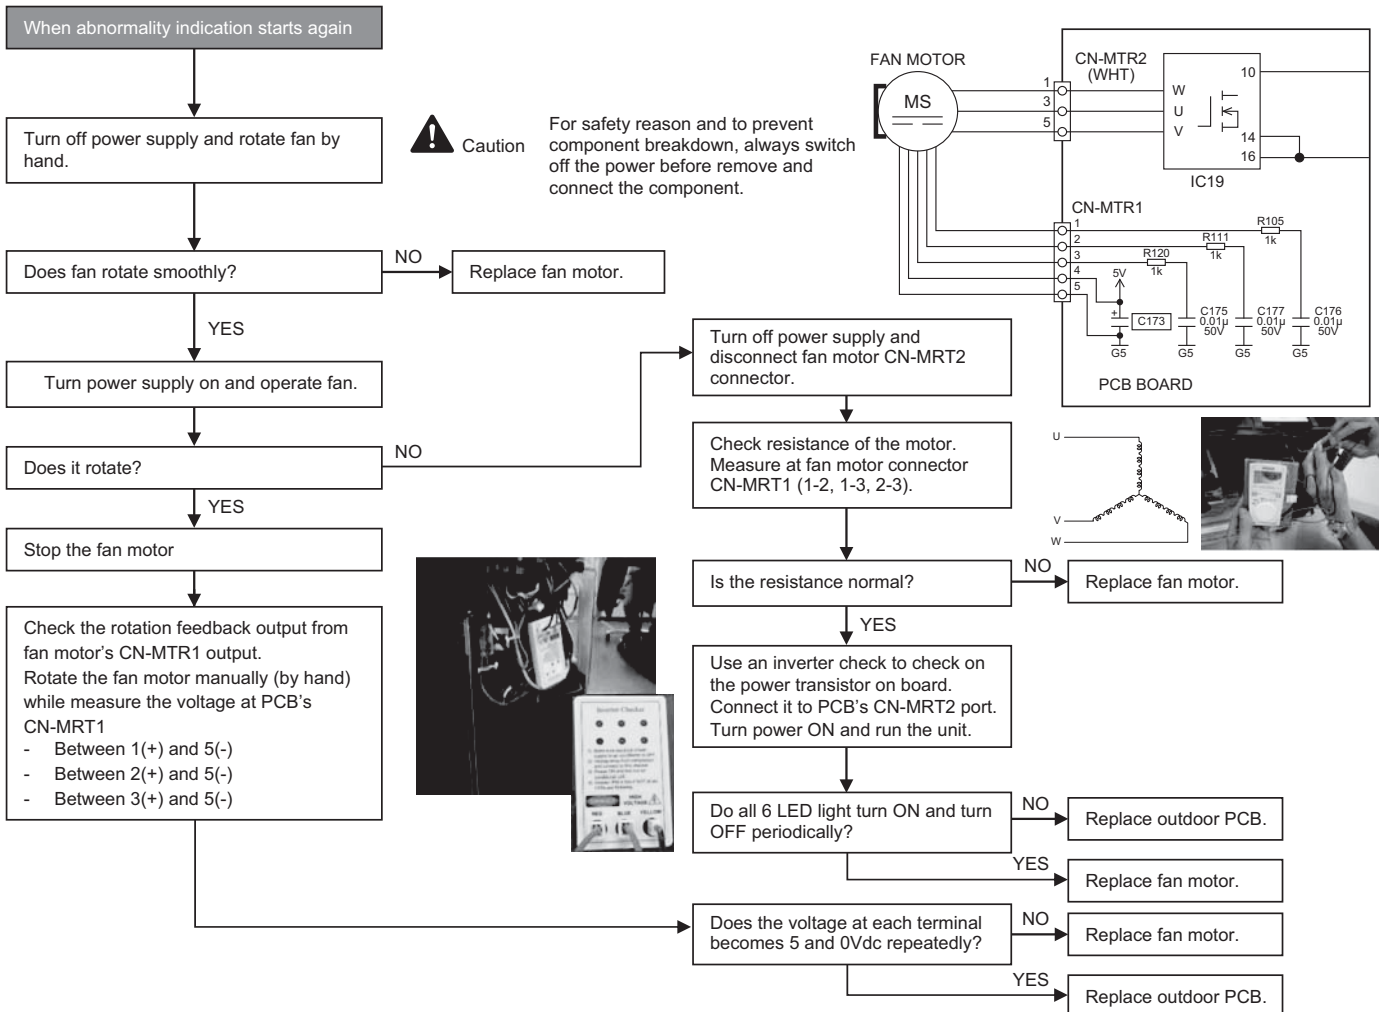 When abnormality indication starts again
Turn off power supply and rotate fan by
hand.
Caution
For safety reason and to prevent
component breakdown, always switch
off the power before remove and
connect the component.
Does fan rotate smoothly?
NO
Replace fan motor.
YES
Turn power supply on and operate fan.
Does it rotate?
NO
YES
Stop the fan motor
Check the rotation feedback output from
fan motor's CN-MTR1 output.
Rotate the fan motor manually (by hand)
while measure the voltage at PCB's
CN-MRT1
- Between 1(+) and 5(-)
- Between 2(+) and 5(-)
- Between 3(+) and 5(-)
Turn off power supply and
disconnect fan motor CN-MRT2
connector.
Check resistance of the motor.
Measure at fan motor connector
CN-MRT1 (1-2, 1-3, 2-3).
Is the resistance normal?
NO
Replace fan motor.
YES
Use an inverter check to check on
the power transistor on board.
Connect it to PCB's CN-MRT2 port.
Turn power ON and run the unit.
Do all 6 LED light turn ON and turn
OFF periodically?
NO
Replace outdoor PCB.
YES
Replace fan motor.
Does the voltage at each terminal
becomes 5 and 0Vdc repeatedly?
NO
Replace fan motor.
YES
Replace outdoor PCB.
FAN MOTOR
MS
CN-MTR2
(WHT)
1
3
5
W
U
V
10
14
16
IC19
CN-MTR1
1
2
3
4
5
R105
1k
R111
1k
R120
1k
5V
+
C173
C175
0.01μ
50V
C177
0.01μ
50V
C176
0.01μ
50V
G5
G5
G5
G5
PCB BOARD
U
V
W
Inverter Checker
HIGH
VOLTAGE
RED BLUE YELLOW